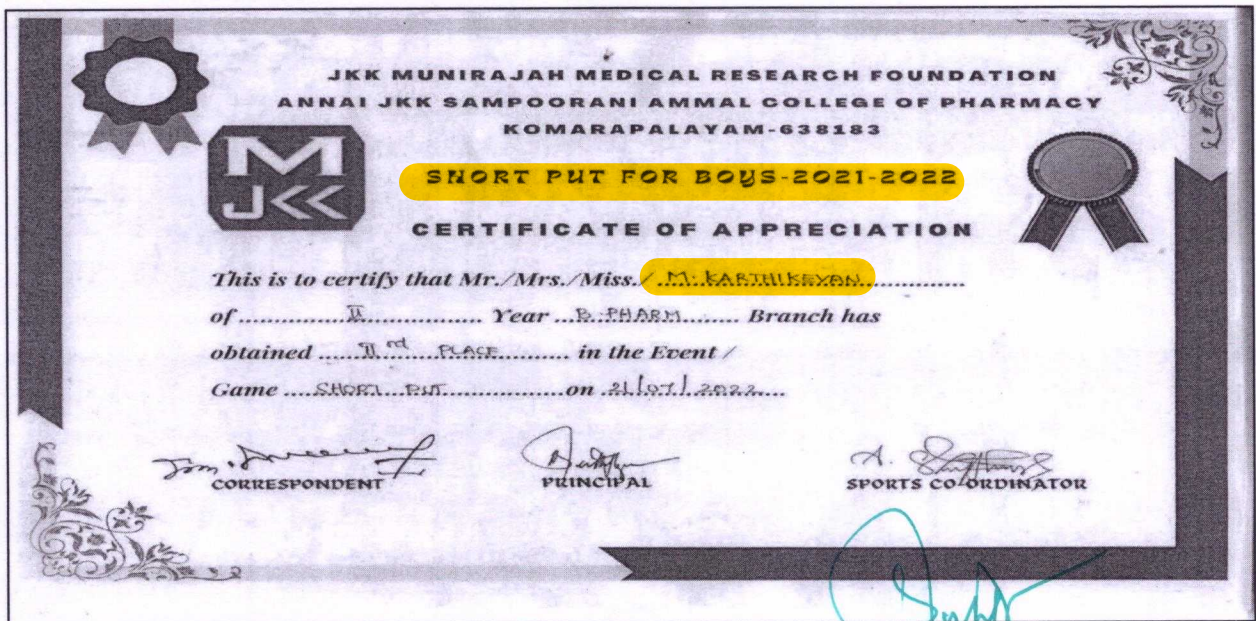 JKK MUNIRAJAH MEDICAL RESEARCH FOUNDATION
ANNAI JKK SAMPOORANI AMMAL COLLEGE OF PHARMACY
KOMARAPALAYAM-638183
M
JKK
SHORT PUT FOR BOYS-2021-2022
CERTIFICATE OF APPRECIATION
This is to certify that Mr./Mrs./Miss./ M. KARTHIKEYAN
of II Year B.PHARM Branch has
obtained II nd PLACE in the Event /
Game SHORT PUT on 21/07/2022
CORRESPONDENT PRINCIPAL SPORTS CO-ORDINATOR